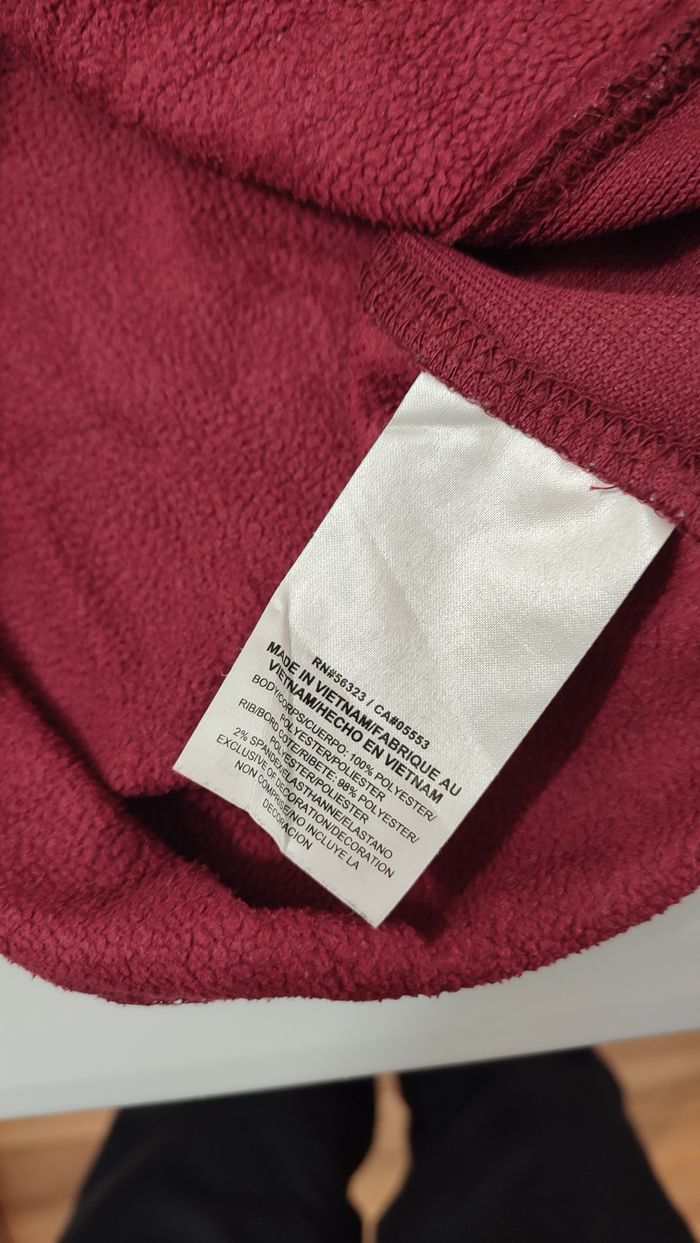 RN#56323 / CA#05553
MADE IN VIETNAM/FABRIQUE AU
VIETNAM/HECHO EN VIETNAM
BODY/CORPS/CUERPO: 100% POLYESTER/
POLYESTER/POLIESTER
RIB/BORD COTE/RIBETE: 98% POLYESTER/
POLYESTER/POLIESTER
2% SPANDEX/ELASTHANNE/ELASTANO
EXCLUSIVE OF DECORATION/DECORATION
NON COMPRISE/NO INCLUYE LA
DECORACION